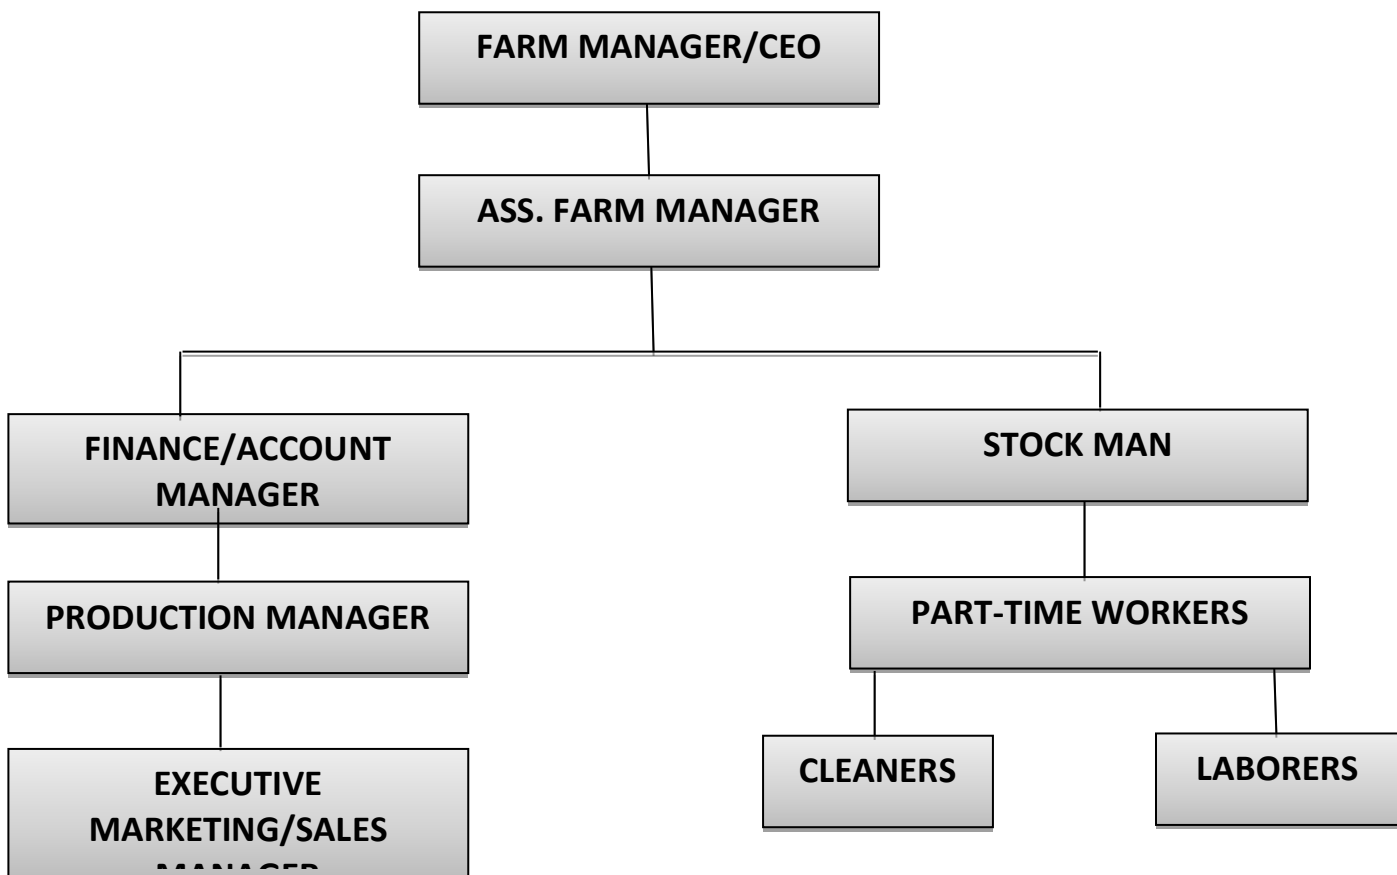 FARM MANAGER/CEO
ASS. FARM MANAGER
FINANCE/ACCOUNT
MANAGER
STOCK MAN
PRODUCTION MANAGER
PART-TIME WORKERS
EXECUTIVE
MARKETING/SALES
MANAGER
CLEANERS
LABORERS